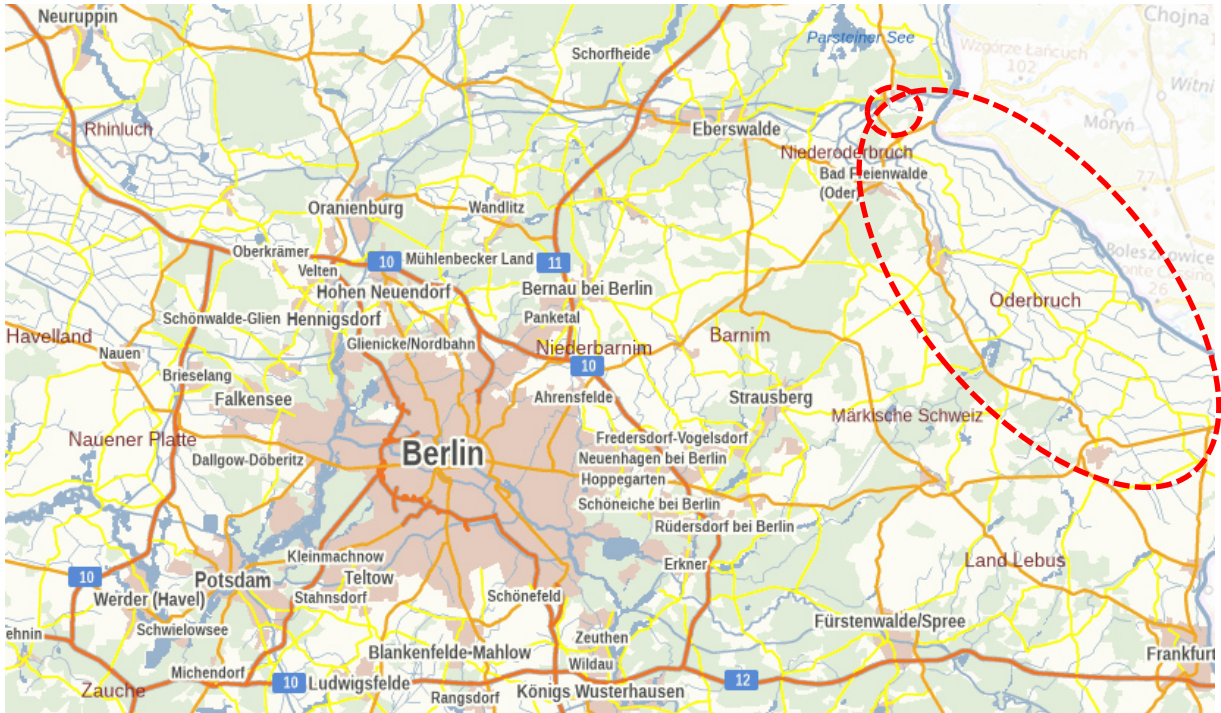 Neuruppin
Chojna
Parsteiner See
Schorfheide
Wzgórze Łańcuch
102
Witni
Moryń
Eberswalde
Rhinluch
Niederoderbruch
Bad Freienwalde
(Oder)
77
Oranienburg
Wandlitz
Oberkrämer
10
Mühlenbecker Land
11
Velten
Hohen Neuendorf
Bernau bei Berlin
26
Oderbruch
Schönwalde-Glien
Hennigsdorf
Panketal
Havelland
Glienicke/Nordbahn
Niederbarnim
Barnim
Nauen
10
Brieselang
Falkensee
Ahrensfelde
Strausberg
Märkische Schweiz
Nauener Platte
Fredersdorf-Vogelsdorf
Berlin
Dallgow-Döberitz
Neuenhagen bei Berlin
Hoppegarten
Schöneiche bei Berlin
Rüdersdorf bei Berlin
Kleinmachnow
Erkner
Land Lebus
10
Potsdam
Teltow
Werder (Havel)
Stahnsdorf
Schönefeld
Schwielowsee
Fürstenwalde/Spree
ehnin
Zeuthen
Blankenfelde-Mahlow
Frankfurt
Michendorf
Wildau
Zauche
10
Ludwigsfelde
12
Rangsdorf
Königs Wusterhausen